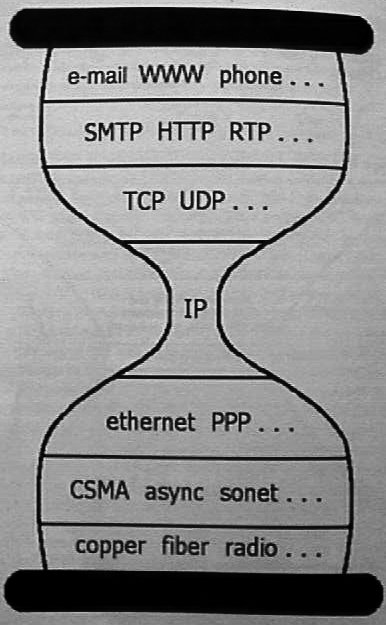 e-mail WWW phone...
SMTP HTTP RTP...
TCP UDP...
IP
ethernet PPP...
CSMA async sonet...
copper fiber radio...